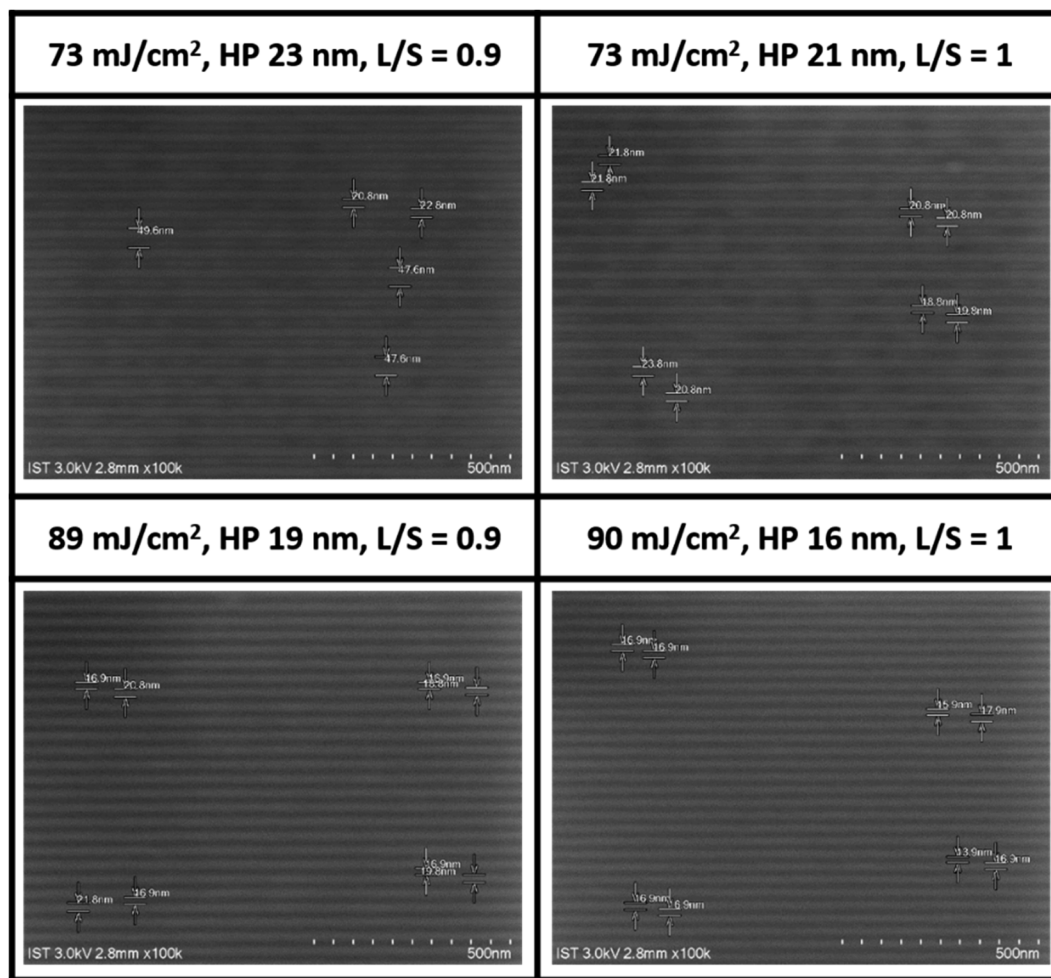 73 mJ/cm², HP 23 nm, L/S = 0.9
73 mJ/cm², HP 21 nm, L/S = 1
20.8nm
22.8nm
49.6nm
47.6nm
47.6nm
IST 3.0kV 2.8mm x100k
500nm
21.8nm
21.8nm
20.8nm
20.8nm
18.8nm
19.8nm
23.8nm
20.8nm
IST 3.0kV 2.8mm x100k
500nm
89 mJ/cm², HP 19 nm, L/S = 0.9
90 mJ/cm², HP 16 nm, L/S = 1
16.9nm
20.8nm
16.9nm
18.8nm
16.9nm
19.8nm
21.8nm
16.9nm
IST 3.0kV 2.8mm x100k
500nm
16.9nm
16.9nm
15.9nm
17.9nm
13.9nm
16.9nm
16.9nm
16.9nm
IST 3.0kV 2.8mm x100k
500nm